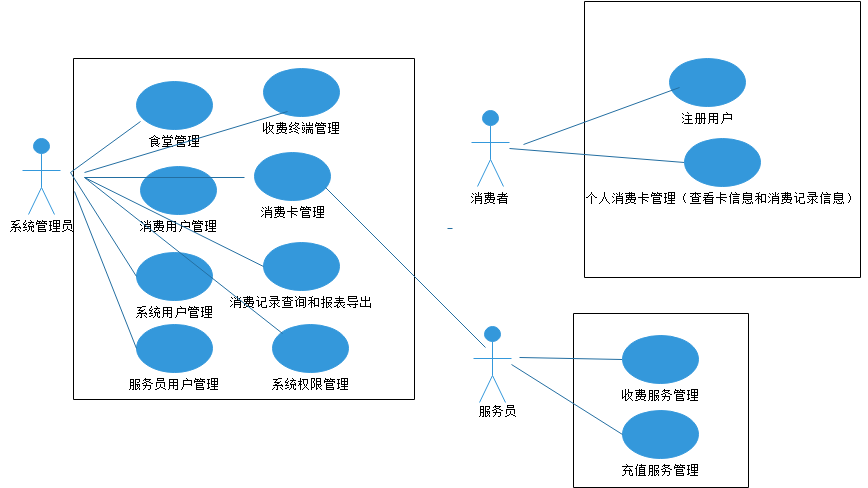 食堂管理
收费终端管理
系统管理员
消费用户管理
消费卡管理
系统用户管理
消费记录查询和报表导出
服务员用户管理
系统权限管理
消费者
注册用户
个人消费卡管理（查看卡信息和消费记录信息）
服务员
收费服务管理
充值服务管理